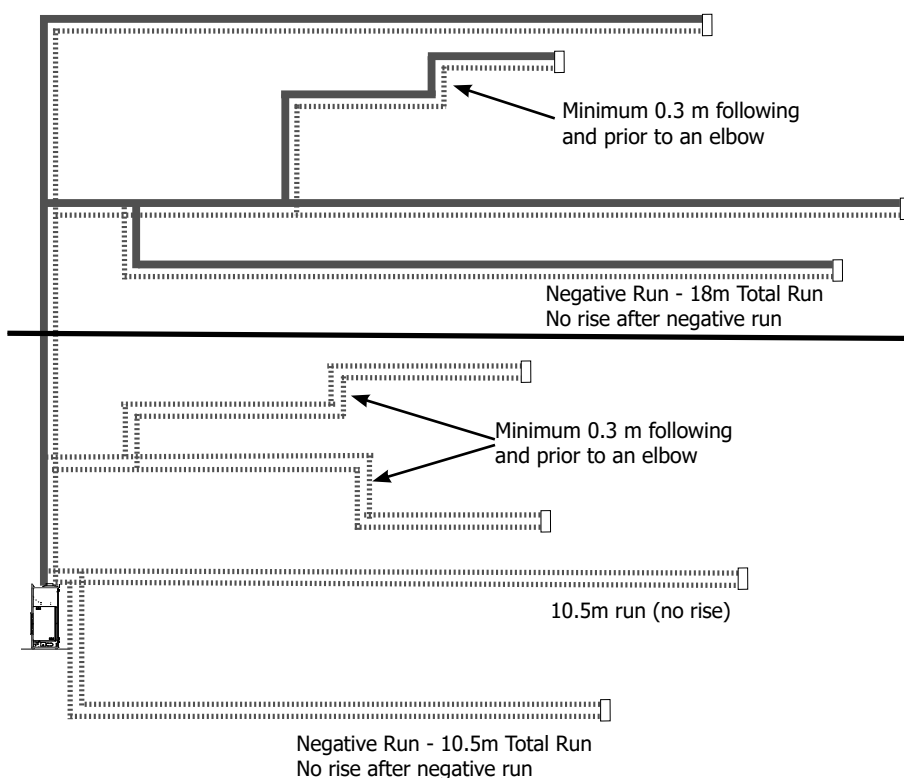 Minimum 0.3 m following
and prior to an elbow
Negative Run - 18m Total Run
No rise after negative run
Minimum 0.3 m following
and prior to an elbow
10.5m run (no rise)
Negative Run - 10.5m Total Run
No rise after negative run